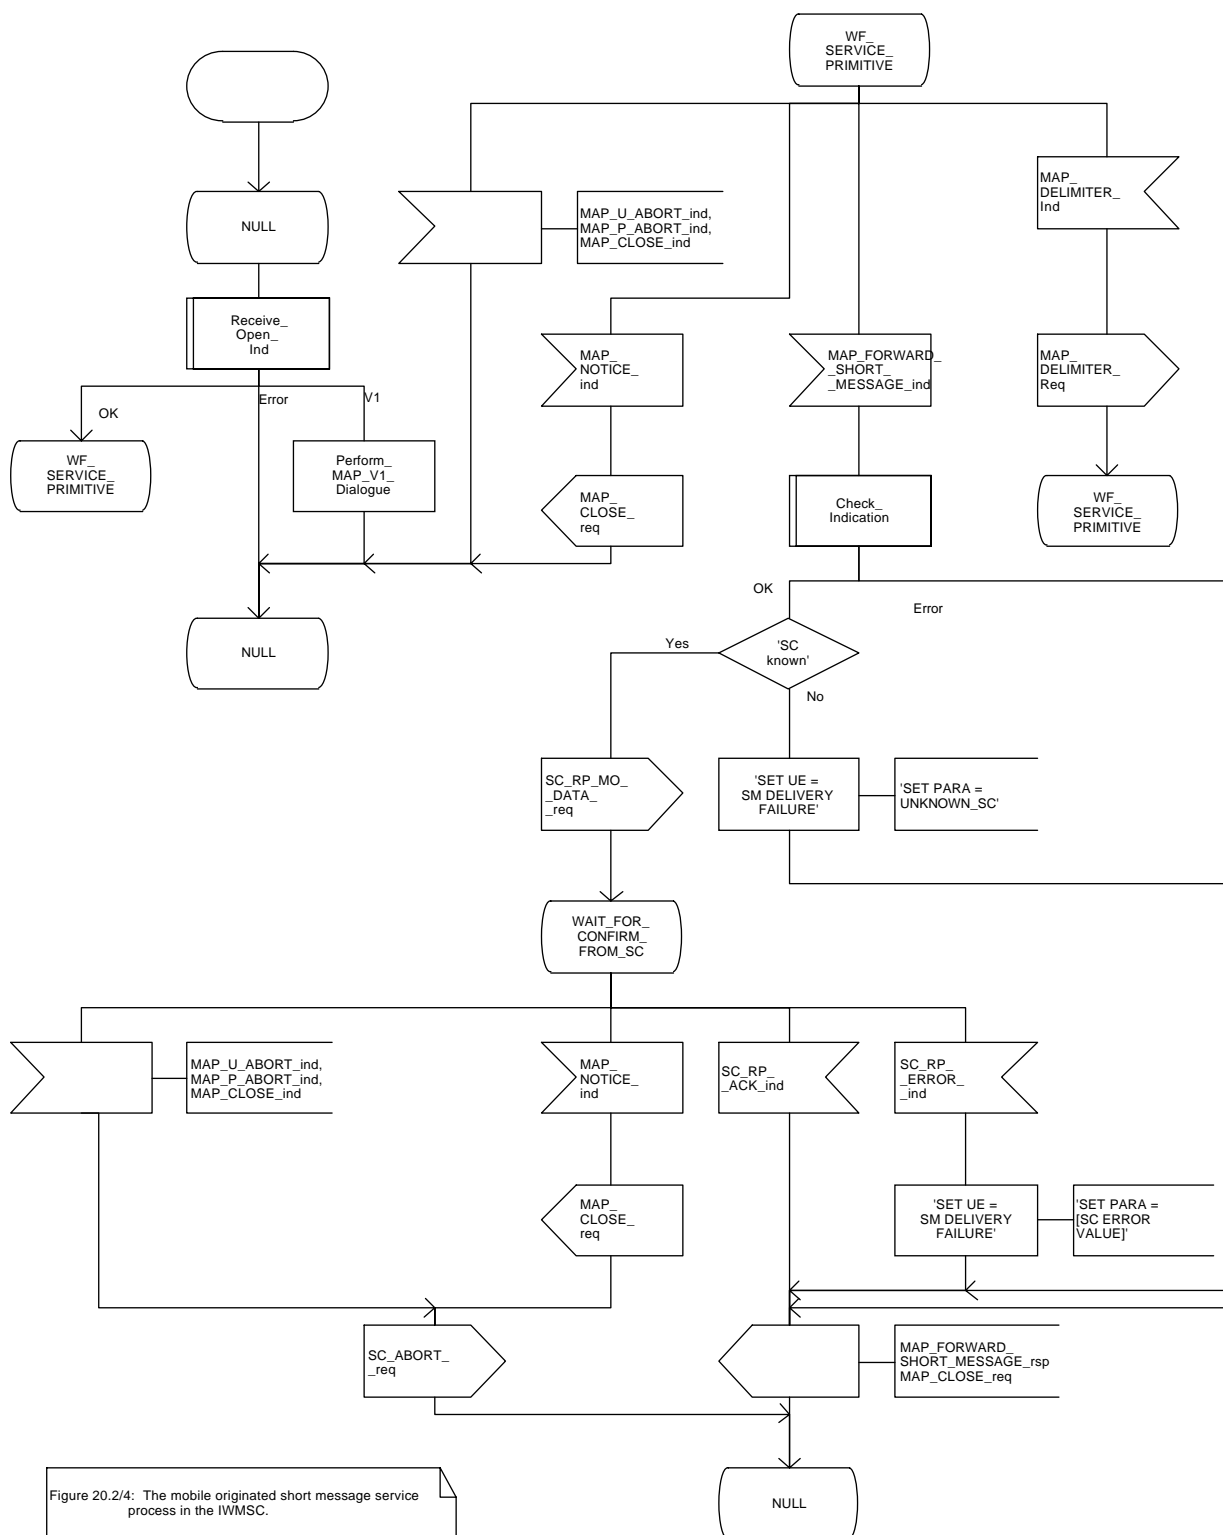 WF_
SERVICE_
PRIMITIVE
NULL
MAP_U_ABORT_ind,
MAP_P_ABORT_ind,
MAP_CLOSE_ind
MAP_
DELIMITER_
Ind
Receive_
Open_
Ind
MAP_
NOTICE_
ind
MAP_FORWARD_
_SHORT_
_MESSAGE_ind
MAP_
DELIMITER_
Req
OK
Error
V1
WF_
SERVICE_
PRIMITIVE
Perform_
MAP_V1_
Dialogue
MAP_
CLOSE_
req
Check_
Indication
WF_
SERVICE_
PRIMITIVE
OK
Error
NULL
Yes
'SC
known'
No
SC_RP_MO_
_DATA_
_req
'SET UE =
SM DELIVERY
FAILURE'
'SET PARA =
UNKNOWN_SC'
WAIT_FOR_
CONFIRM_
FROM_SC
MAP_U_ABORT_ind,
MAP_P_ABORT_ind,
MAP_CLOSE_ind
MAP_
NOTICE_
ind
SC_RP_
_ACK_ind
SC_RP_
_ERROR_
_ind
MAP_
CLOSE_
req
'SET UE =
SM DELIVERY
FAILURE'
'SET PARA =
[SC ERROR
VALUE]'
SC_ABORT_
_req
MAP_FORWARD_
SHORT_MESSAGE_rsp
MAP_CLOSE_req
NULL
Figure 20.2/4: The mobile originated short message service
process in the IWMSC.